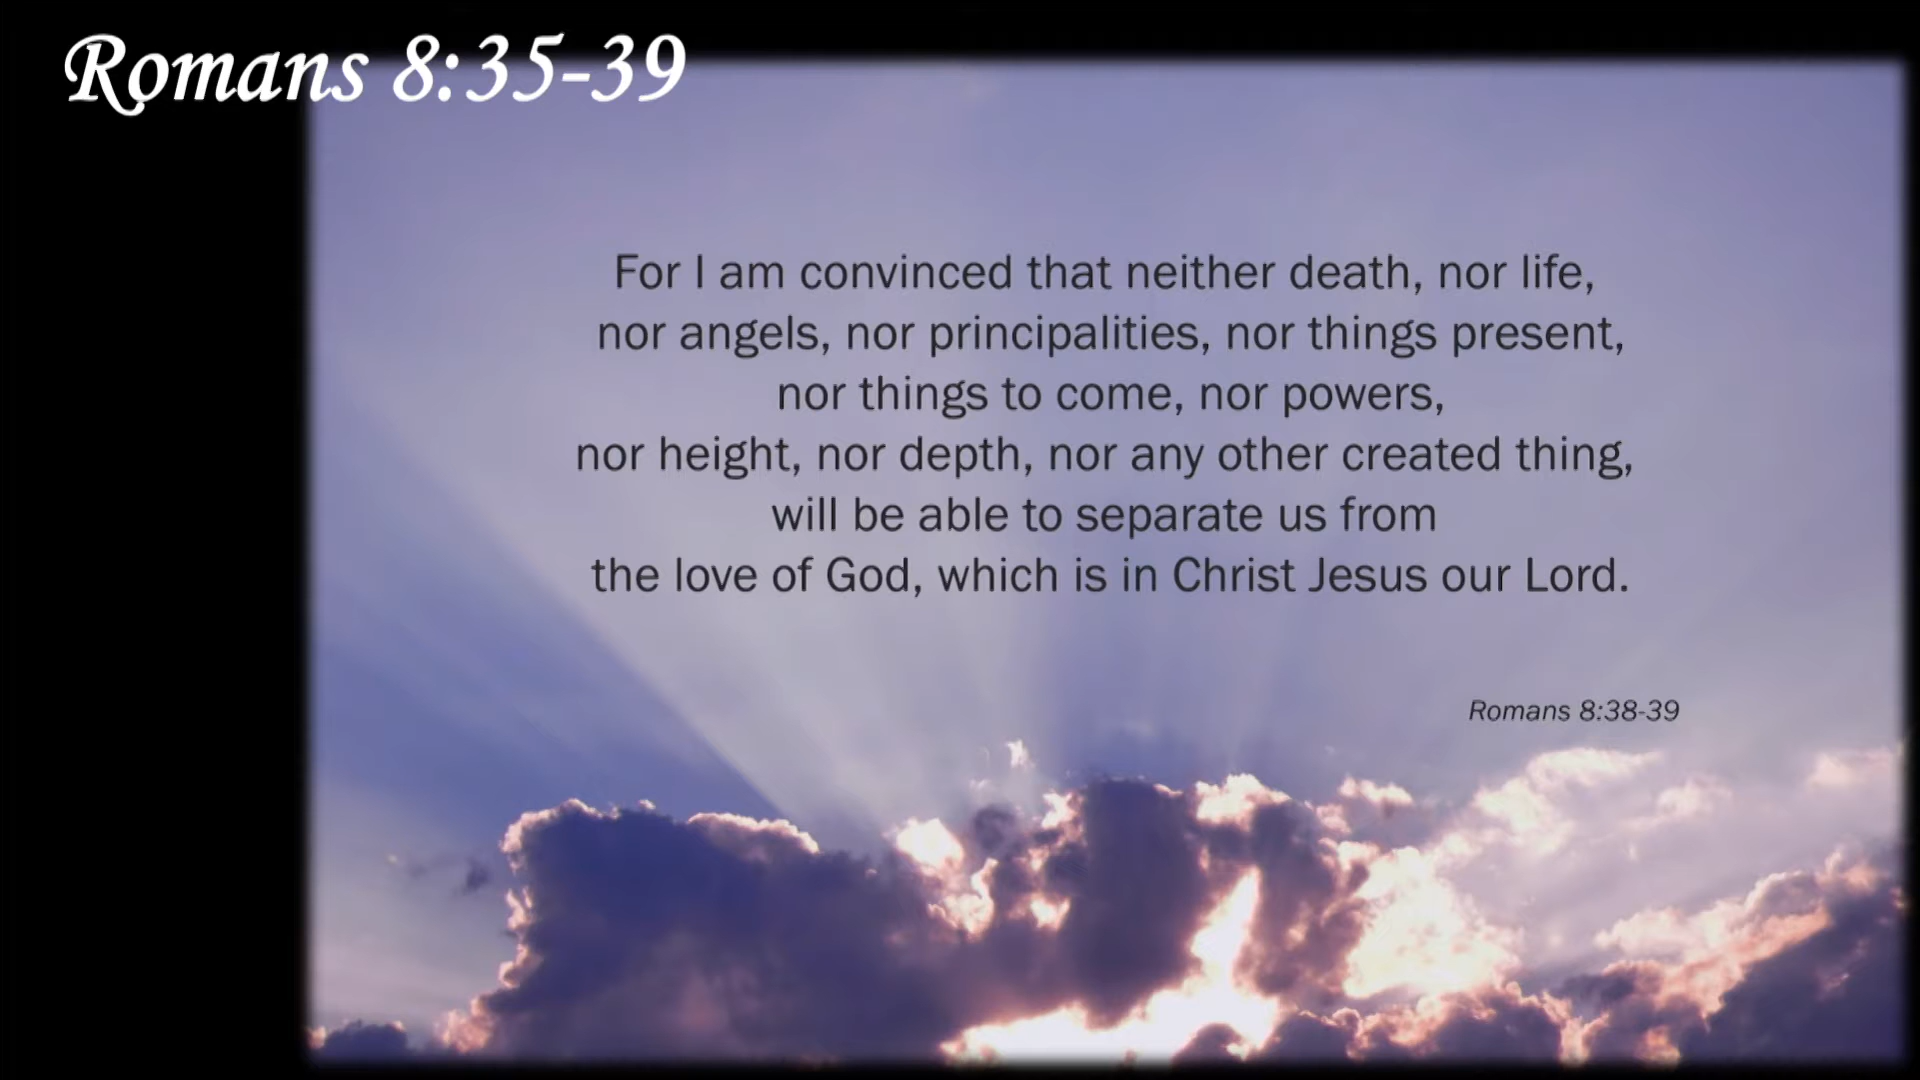 Romans 8:35-39
For I am convinced that neither death, nor life,
nor angels, nor principalities, nor things present,
nor things to come, nor powers,
nor height, nor depth, nor any other created thing,
will be able to separate us from
the love of God, which is in Christ Jesus our Lord.
Romans 8:38-39